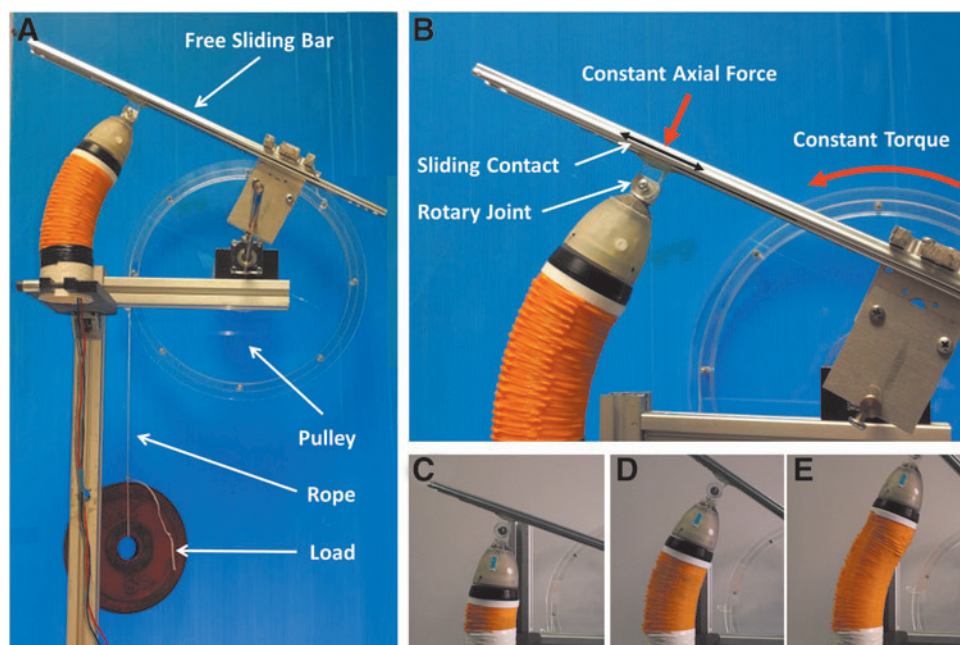 A
Free Sliding Bar
Pulley
Rope
Load
B
Constant Axial Force
Constant Torque
Sliding Contact
Rotary Joint
C
D
E